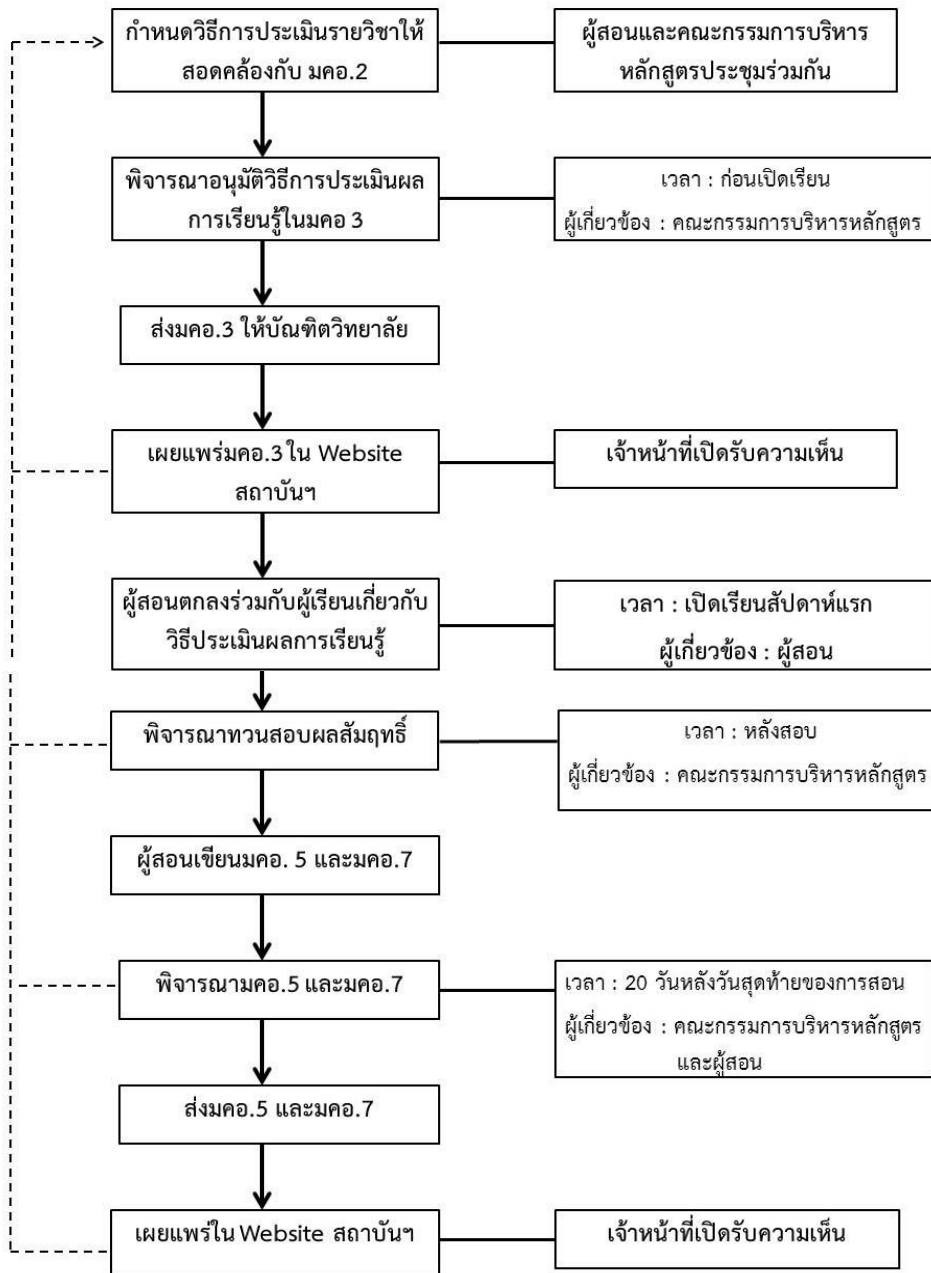 กำหนดวิธีการประเมินรายวิชาให้
สอดคล้องกับ มคอ.2
ผู้สอนและคณะกรรมการบริหาร
หลักสูตรประชุมร่วมกัน
พิจารณาอนุมัติวิธีการประเมินผล
การเรียนรู้ในมคอ 3
เวลา : ก่อนเปิดเรียน
ผู้เกี่ยวข้อง : คณะกรรมการบริหารหลักสูตร
ส่งมคอ.3 ให้บัณฑิตวิทยาลัย
เผยแพร่มคอ.3 ใน Website
สถาบันฯ
เจ้าหน้าที่เปิดรับความเห็น
ผู้สอนตกลงร่วมกับผู้เรียนเกี่ยวกับ
วิธีประเมินผลการเรียนรู้
เวลา : เปิดเรียนสัปดาห์แรก
ผู้เกี่ยวข้อง : ผู้สอน
พิจารณาทวนสอบผลสัมฤทธิ์
เวลา : หลังสอบ
ผู้เกี่ยวข้อง : คณะกรรมการบริหารหลักสูตร
ผู้สอนเขียนมคอ. 5 และมคอ.7
พิจารณามคอ.5 และมคอ.7
เวลา : 20 วันหลังวันสุดท้ายของการสอน
ผู้เกี่ยวข้อง : คณะกรรมการบริหารหลักสูตร
และผู้สอน
ส่งมคอ.5 และมคอ.7
เผยแพร่ใน Website สถาบันฯ
เจ้าหน้าที่เปิดรับความเห็น